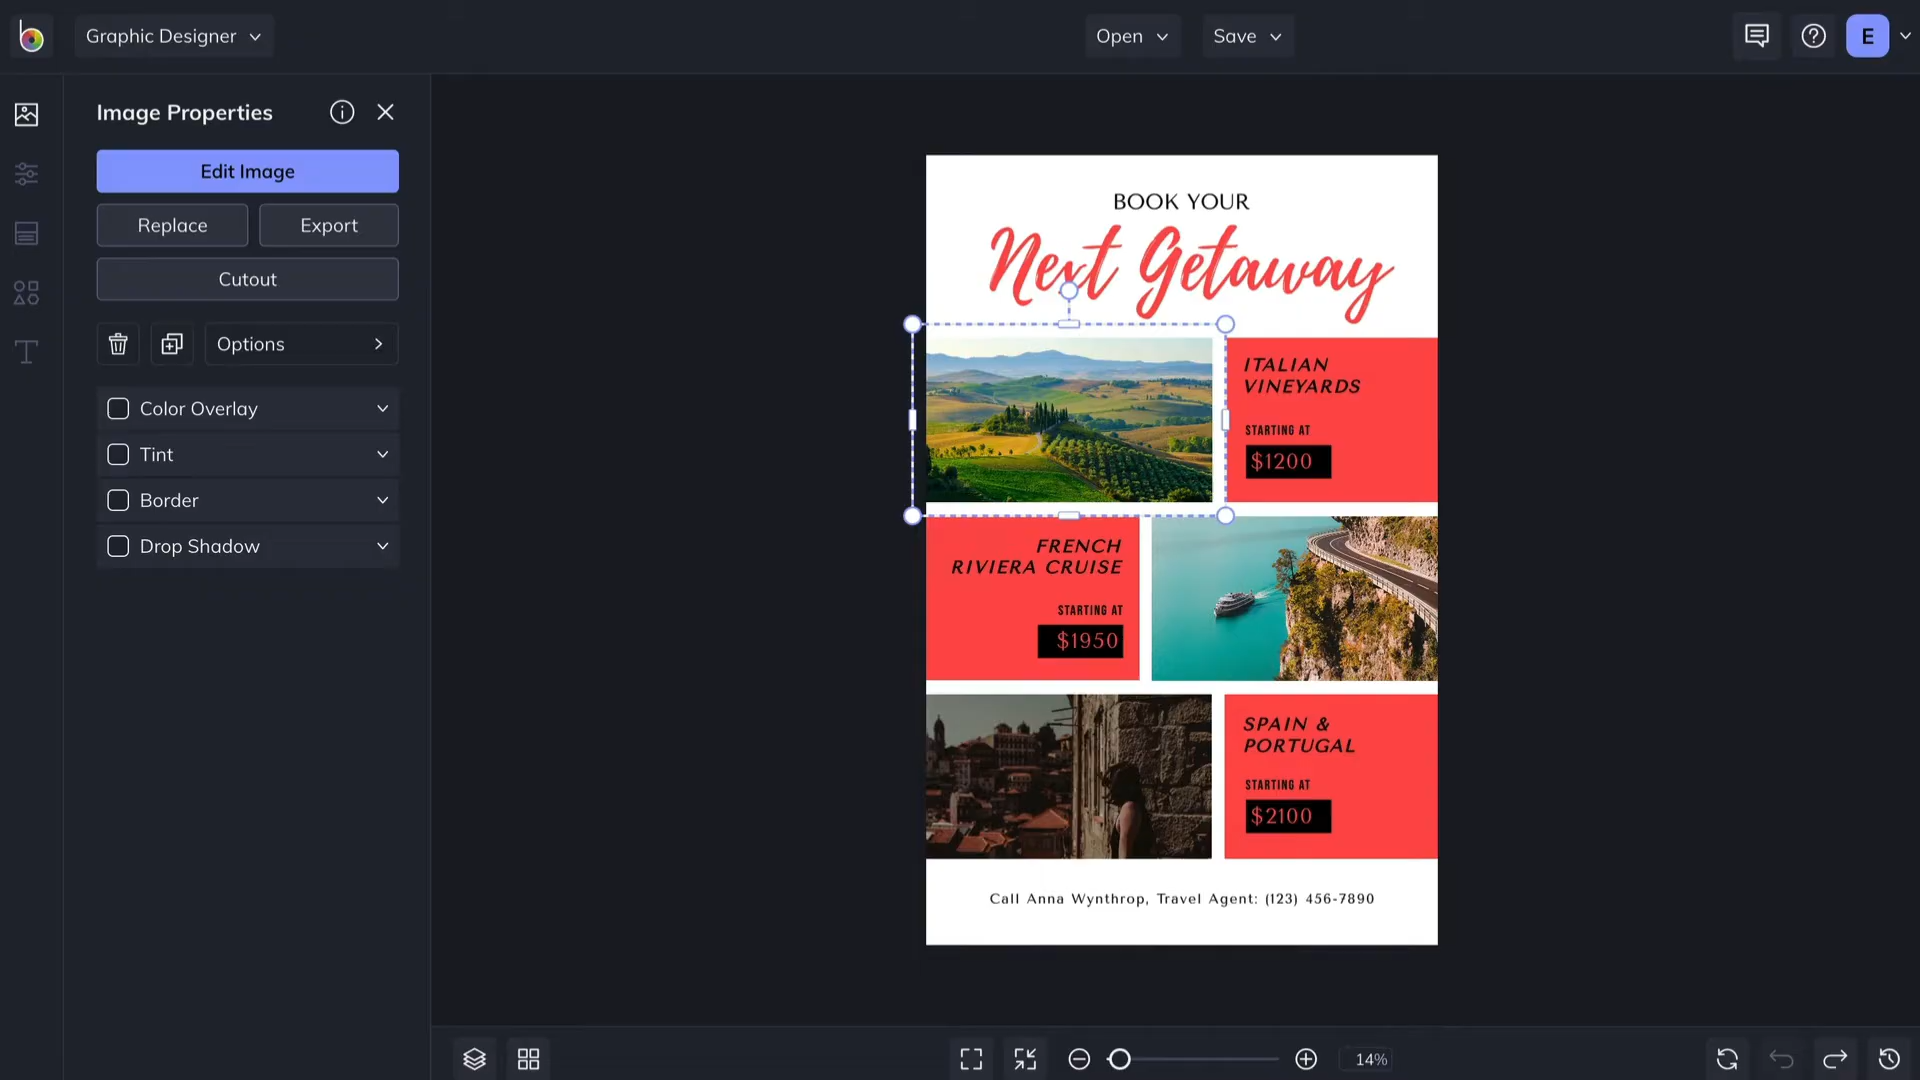 Graphic Designer
Open
Save
E
Image Properties
Edit Image
Replace
Export
Cutout
Options
Color Overlay
Tint
Border
Drop Shadow
BOOK YOUR
Next Getaway
ITALIAN
VINEYARDS
STARTING AT
$1200
FRENCH
RIVIERA CRUISE
STARTING AT
$1950
SPAIN &
PORTUGAL
STARTING AT
$2100
Call Anna Wynthrop, Travel Agent: (123) 456-7890
14%